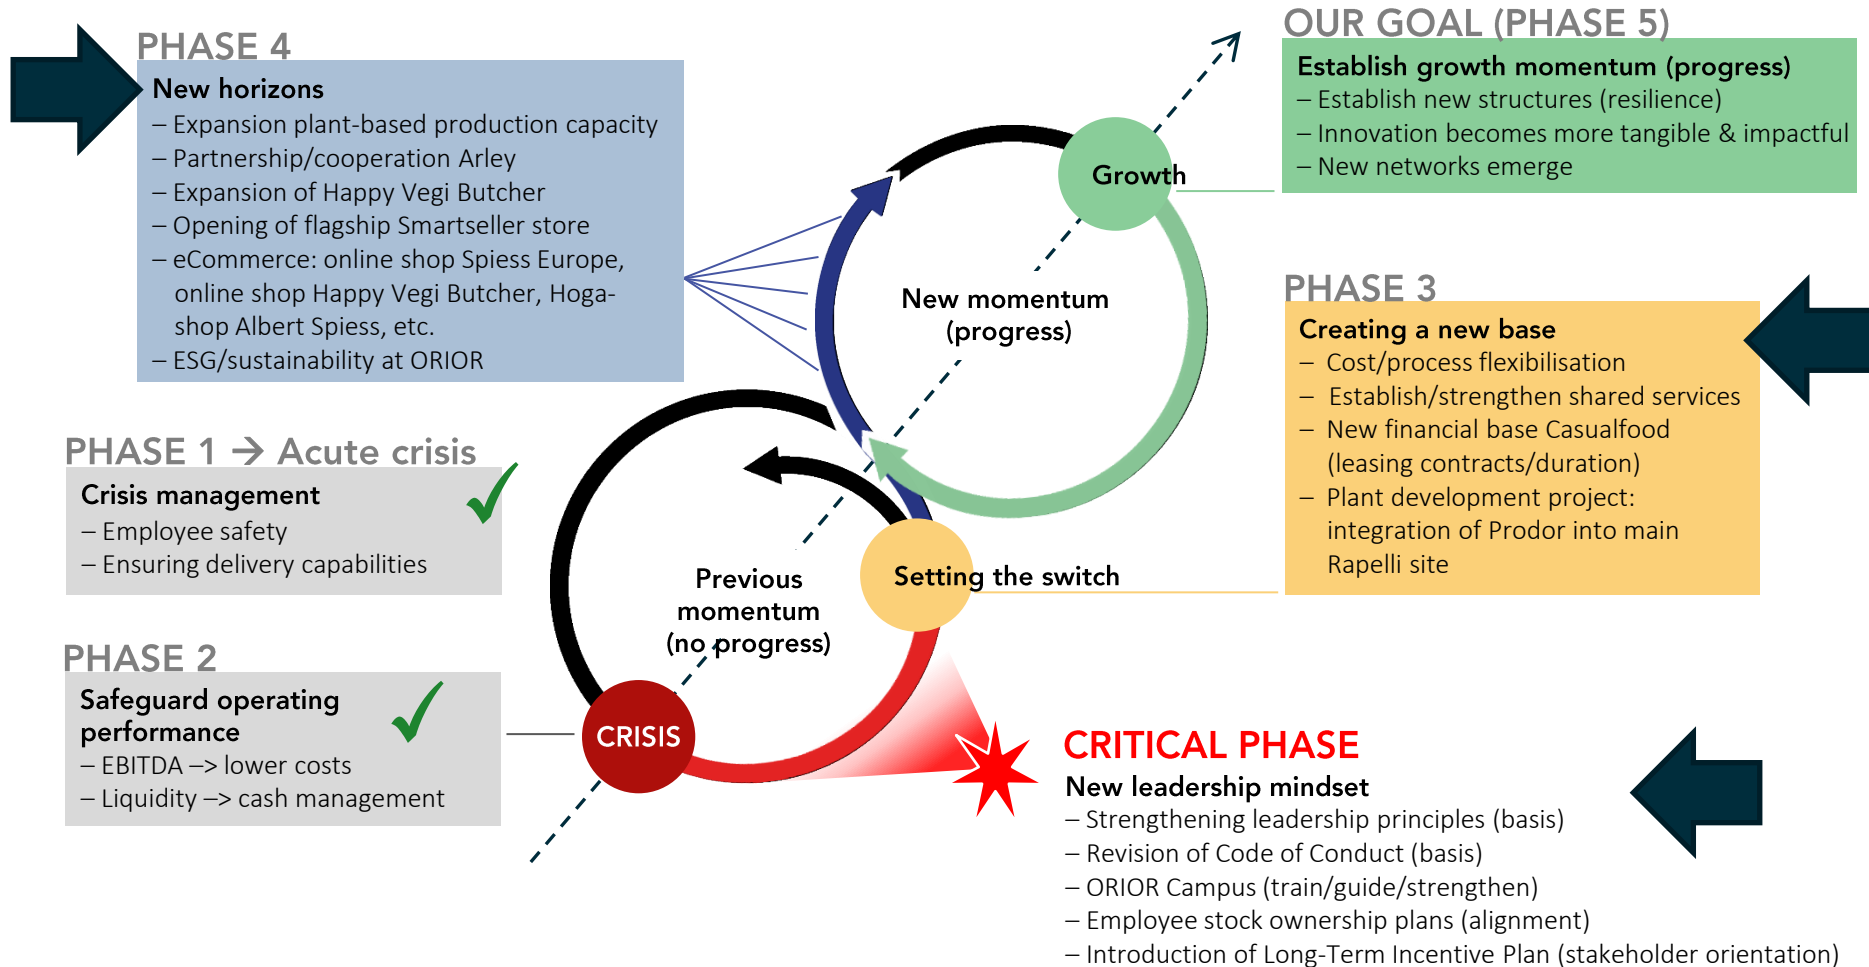 PHASE 4
New horizons
– Expansion plant-based production capacity
– Partnership/cooperation Arley
– Expansion of Happy Vegi Butcher
– Opening of flagship Smartseller store
– eCommerce: online shop Spiess Europe,
online shop Happy Vegi Butcher, Hoga-
shop Albert Spiess, etc.
– ESG/sustainability at ORIOR
OUR GOAL (PHASE 5)
Establish growth momentum (progress)
– Establish new structures (resilience)
– Innovation becomes more tangible & impactful
– New networks emerge
Growth
New momentum
(progress)
PHASE 3
Creating a new base
– Cost/process flexibilisation
– Establish/strengthen shared services
– New financial base Casualfood
(leasing contracts/duration)
– Plant development project:
integration of Prodor into main
Rapelli site
PHASE 1 → Acute crisis
Crisis management
– Employee safety
– Ensuring delivery capabilities
Setting the switch
Previous
momentum
(no progress)
PHASE 2
Safeguard operating
performance
– EBITDA –> lower costs
– Liquidity –> cash management
CRISIS
CRITICAL PHASE
New leadership mindset
– Strengthening leadership principles (basis)
– Revision of Code of Conduct (basis)
– ORIOR Campus (train/guide/strengthen)
– Employee stock ownership plans (alignment)
– Introduction of Long-Term Incentive Plan (stakeholder orientation)